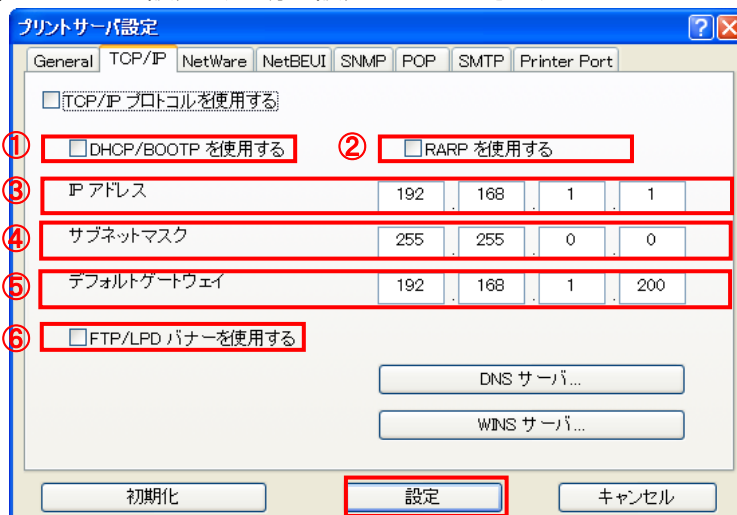 プリントサーバ設定
General TCP/IP NetWare NetBEUI SNMP POP SMTP Printer Port
TCP/IP プロトコルを使用する
① DHCP/BOOTP を使用する ② RARP を使用する
③ IP アドレス 192 . 168 . 1 . 1
④ サブネットマスク 255 . 255 . 0 . 0
⑤ デフォルトゲートウェイ 192 . 168 . 1 . 200
⑥ FTP/LPD バナーを使用する
DNS サーバ...
WINS サーバ...
初期化 設定 キャンセル